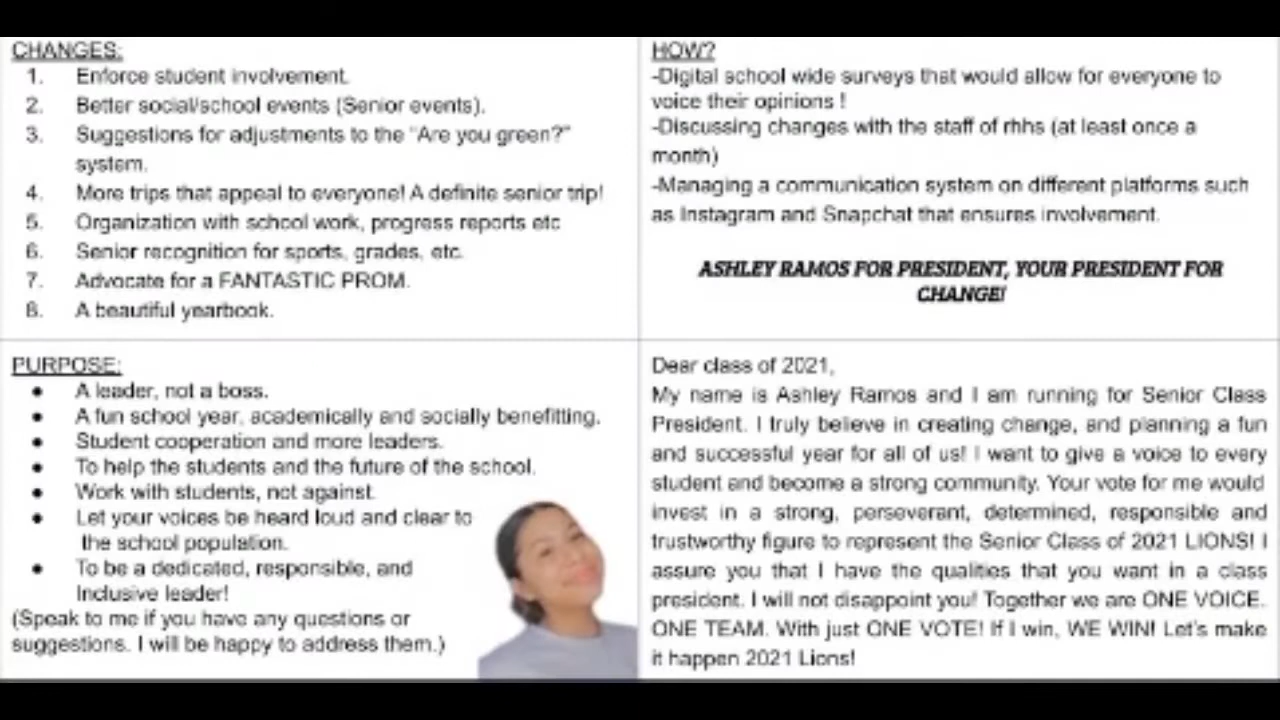 CHANGES:
1. Enforce student involvement.
2. Better social/school events (Senior events).
3. Suggestions for adjustments to the “Are you green?”
system.
4. More trips that appeal to everyone! A definite senior trip!
5. Organization with school work, progress reports etc
6. Senior recognition for sports, grades, etc.
7. Advocate for a FANTASTIC PROM.
8. A beautiful yearbook.
HOW?
-Digital school wide surveys that would allow for everyone to
voice their opinions !
-Discussing changes with the staff of rhhs (at least once a
month)
-Managing a communication system on different platforms such
as Instagram and Snapchat that ensures involvement.
ASHLEY RAMOS FOR PRESIDENT, YOUR PRESIDENT FOR
CHANGE!
PURPOSE:
● A leader, not a boss.
● A fun school year, academically and socially benefitting.
● Student cooperation and more leaders.
● To help the students and the future of the school.
● Work with students, not against.
● Let your voices be heard loud and clear to
the school population.
● To be a dedicated, responsible, and
Inclusive leader!
(Speak to me if you have any questions or
suggestions. I will be happy to address them.)
Dear class of 2021,
My name is Ashley Ramos and I am running for Senior Class
President. I truly believe in creating change, and planning a fun
and successful year for all of us! I want to give a voice to every
student and become a strong community. Your vote for me would
invest in a strong, perseverant, determined, responsible and
trustworthy figure to represent the Senior Class of 2021 LIONS! I
assure you that I have the qualities that you want in a class
president. I will not disappoint you! Together we are ONE VOICE.
ONE TEAM. With just ONE VOTE! If I win, WE WIN! Let's make
it happen 2021 Lions!